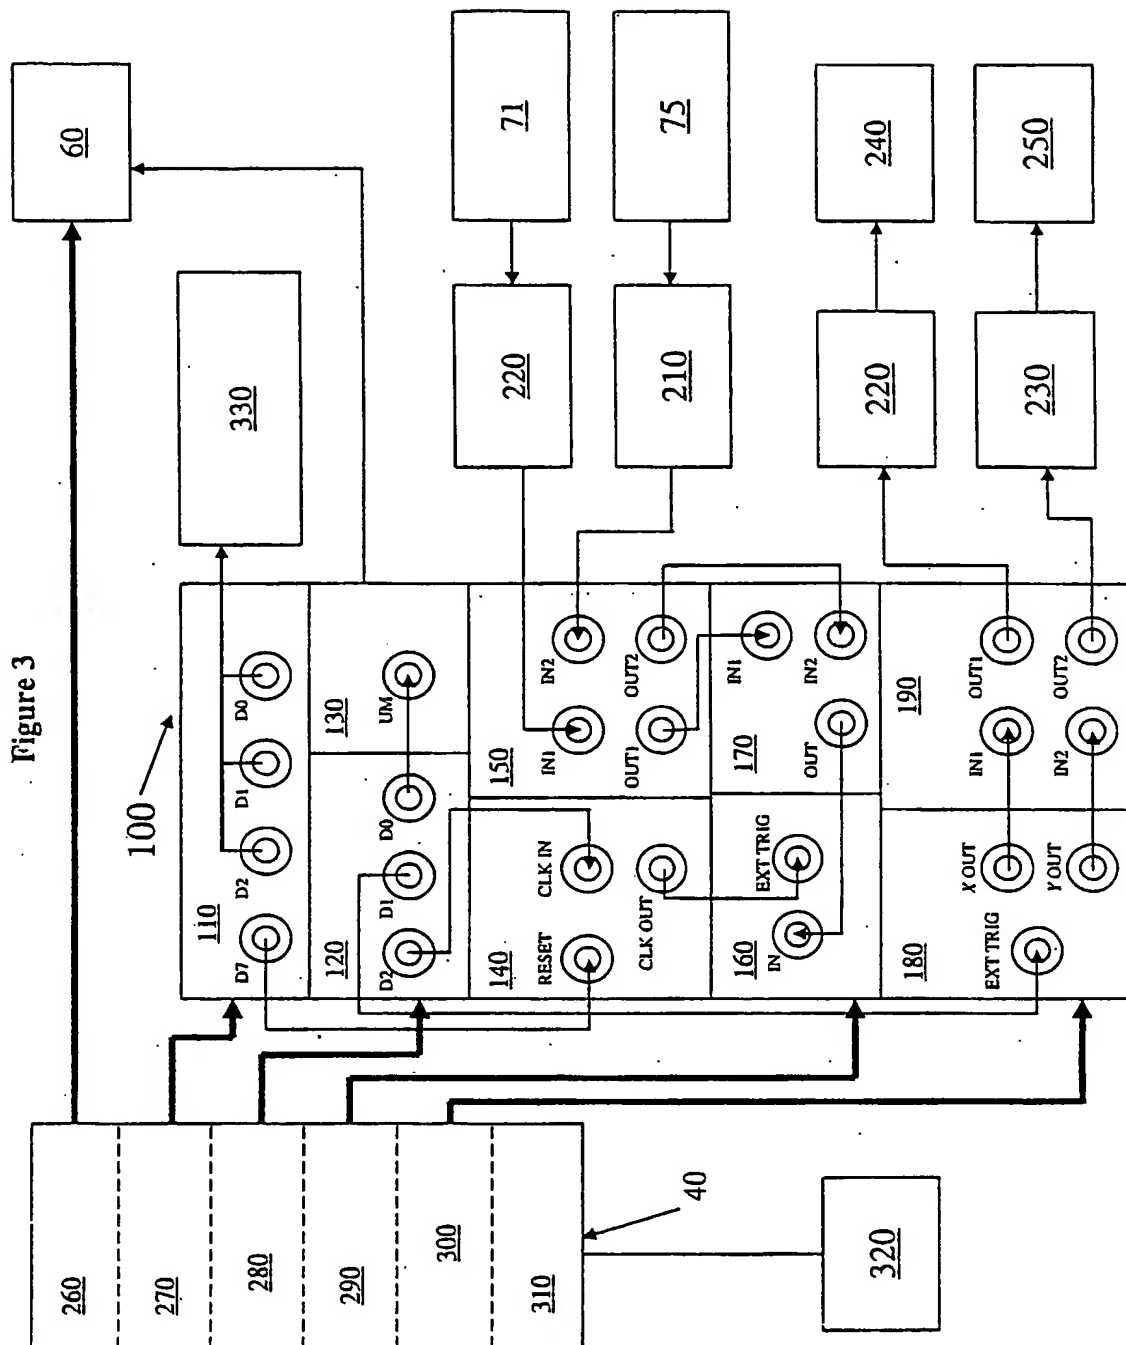 Figure 3
100
60
330
71
75
220
210
240
250
220
230
110
D7
D2
D1
D0
120
D2
D1
D0
130
UM
140
RESET
CLK IN
CLK OUT
150
IN1
IN2
OUT1
OUT2
160
IN
EXT TRIG
170
OUT
IN1
IN2
180
EXT TRIG
X OUT
Y OUT
190
IN1
IN2
OUT1
OUT2
260
270
280
290
300
310
40
320